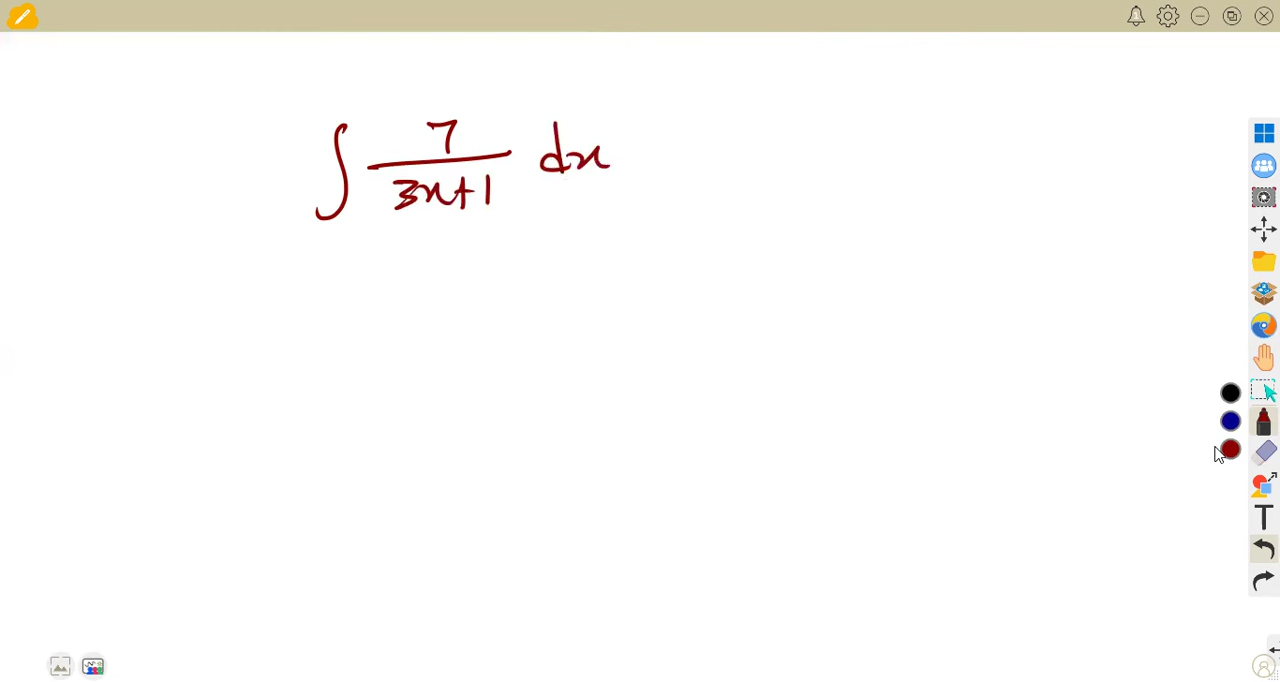 ∫ 7/(3x+1) dx
T